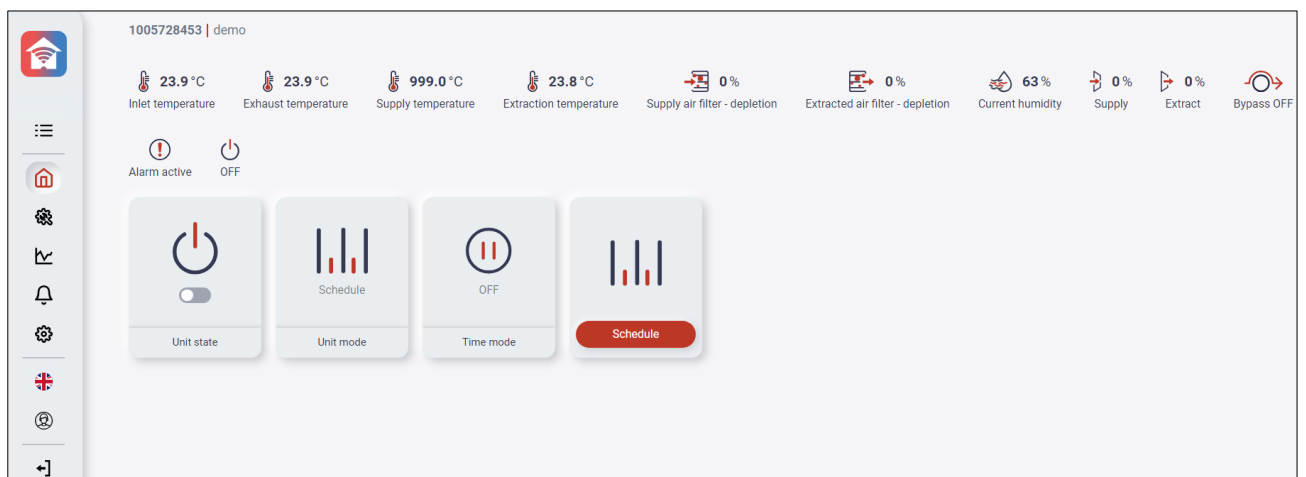 1005728453 | demo
23.9 °C 23.9 °C 999.0 °C 23.8 °C 0 % 0 % 63 % 0 % 0 %
Inlet temperature Exhaust temperature Supply temperature Extraction temperature Supply air filter - depletion Extracted air filter - depletion Current humidity Supply Extract Bypass OFF
Alarm active OFF
Schedule OFF
Schedule
Unit state Unit mode Time mode